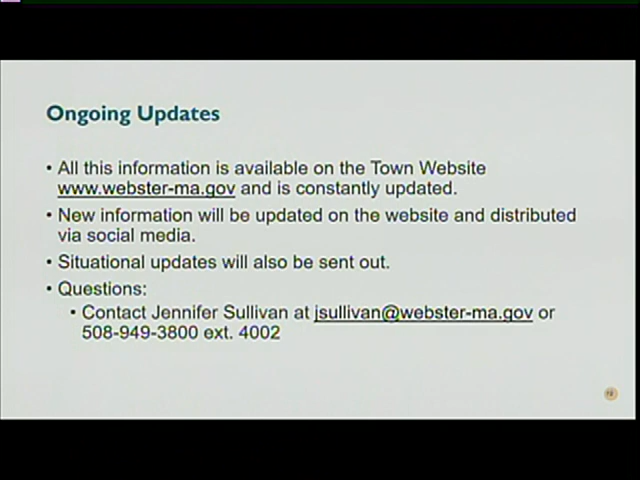 Ongoing Updates
• All this information is available on the Town Website
www.webster-ma.gov and is constantly updated.
• New information will be updated on the website and distributed
via social media.
• Situational updates will also be sent out.
• Questions:
• Contact Jennifer Sullivan at jsullivan@webster-ma.gov or
508-949-3800 ext. 4002